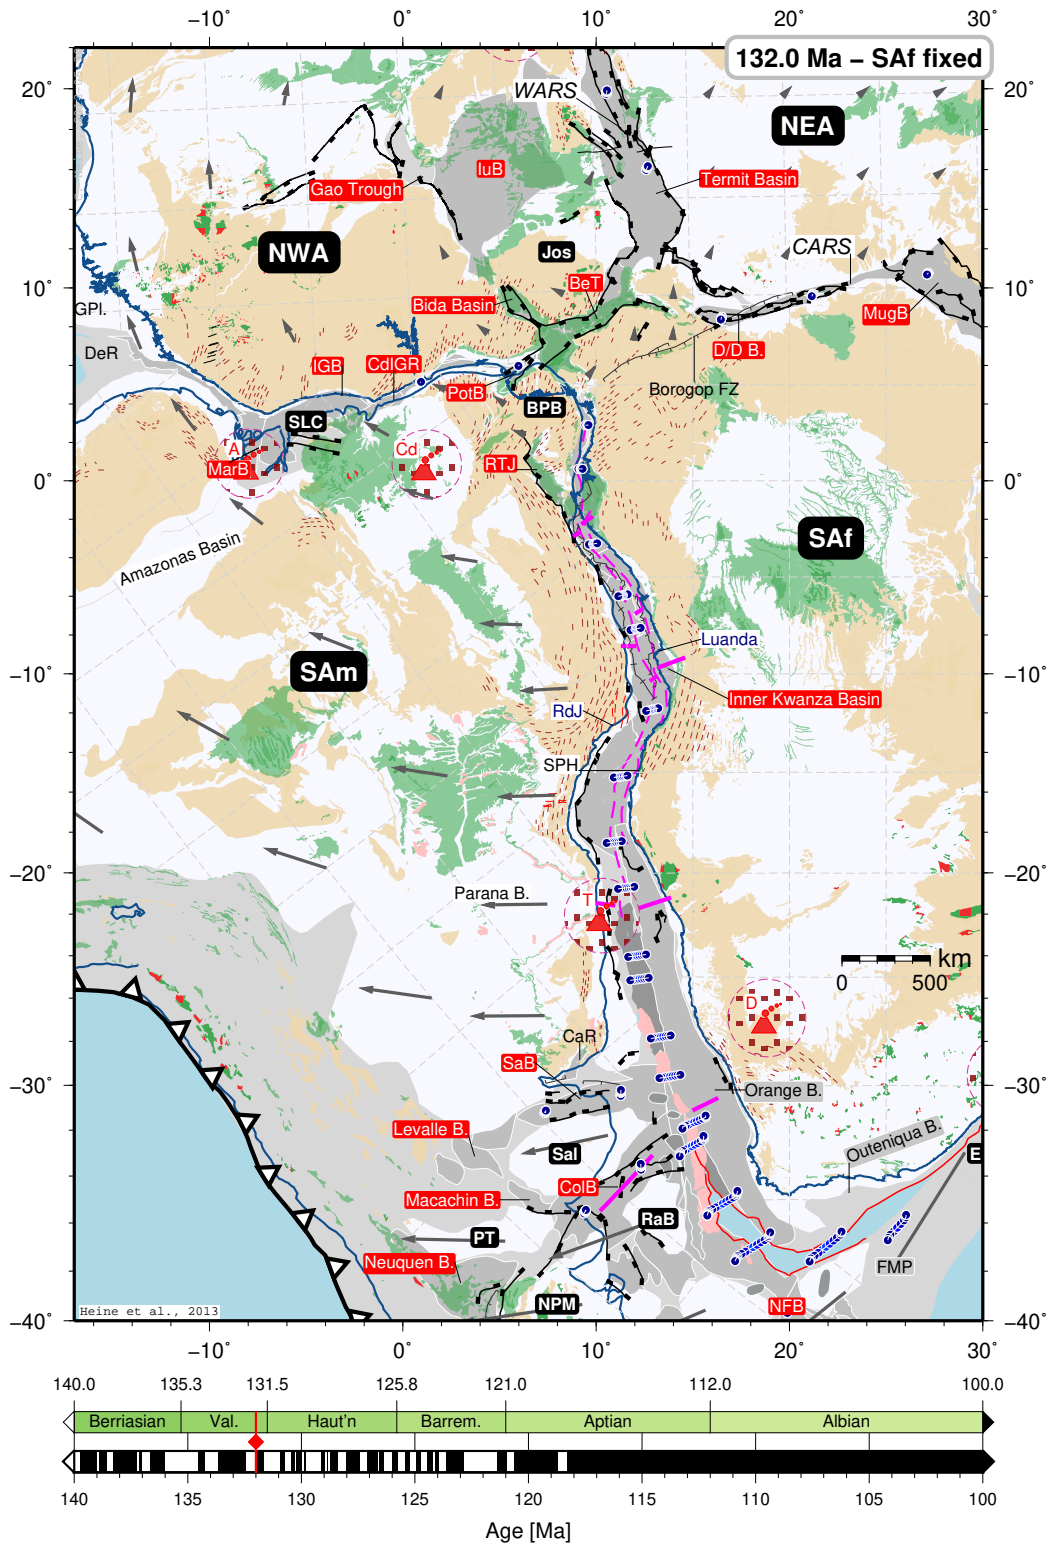 −10˚ 0˚ 10˚ 20˚ 30˚
132.0 Ma − SAf fixed
20˚ 20˚
WARS
NEA
IuB
Termit Basin
Gao Trough
NWA
Jos
CARS
10˚ 10˚
BeT
Bida Basin
GPl.
MugB
DeR
D/D B.
IGB
CdIGR
Borogop FZ
PotB
BPB
SLC
A
Cd
MarB
RTJ
0˚ 0˚
SAf
Amazonas Basin
Luanda
SAm
−10˚ −10˚
Inner Kwanza Basin
RdJ
SPH
−20˚ −20˚
Parana B.
T
km
0 500
D
CaR
SaB
−30˚ −30˚
Orange B.
Levalle B.
Outeniqua B.
Sal
E
ColB
Macachin B.
RaB
PT
Neuquen B.
FMP
NPM
NFB
Heine et al., 2013
−40˚ −40˚
−10˚ 0˚ 10˚ 20˚ 30˚
140.0 135.3 131.5 125.8 121.0 112.0 100.0
Berriasian Val. Haut'n Barrem. Aptian Albian
140 135 130 125 120 115 110 105 100
Age [Ma]